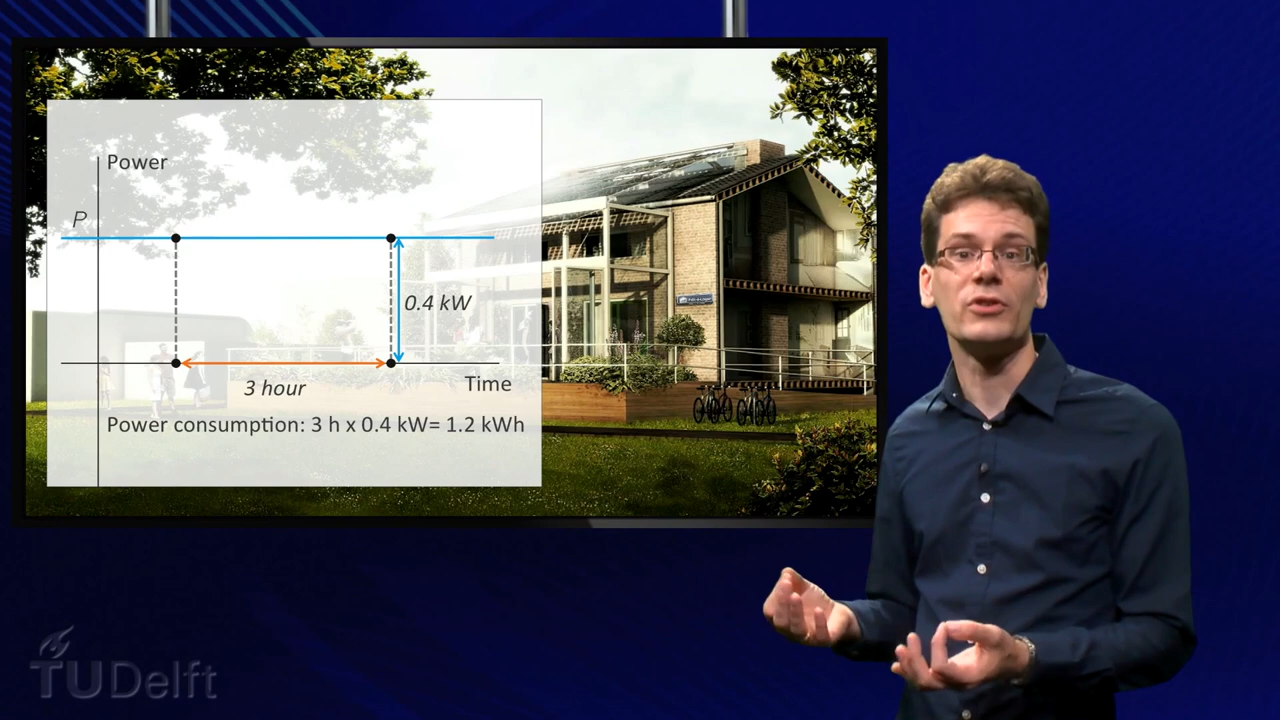 Power
P
0.4 kW
3 hour
Time
Power consumption: 3 h x 0.4 kW= 1.2 kWh
TUDelft